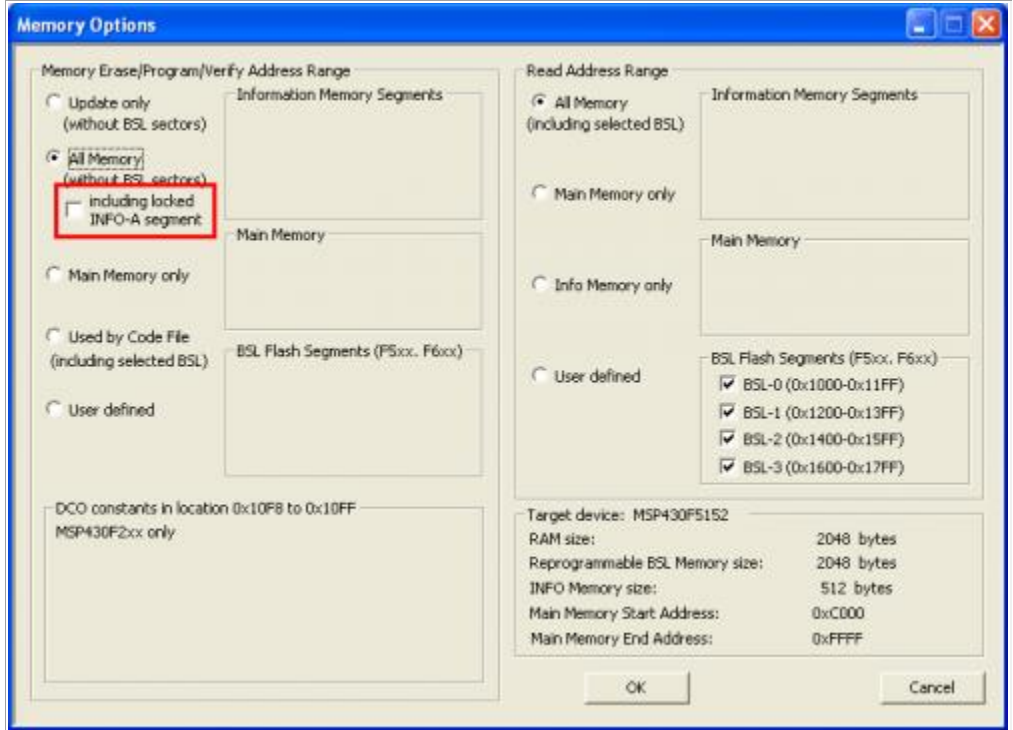 Memory Options
Memory Erase/Program/Verify Address Range
Update only
(without BSL sectors)
All Memory
(without BSL sectors)
including locked
INFO-A segment
Main Memory only
Used by Code File
(including selected BSL)
User defined
Information Memory Segments
Main Memory
BSL Flash Segments (F5xx. F6xx)
DCO constants in location 0x10F8 to 0x10FF
MSP430F2xx only
Read Address Range
All Memory
(including selected BSL)
Main Memory only
Info Memory only
User defined
Information Memory Segments
Main Memory
BSL Flash Segments (F5xx. F6xx)
BSL-0 (0x1000-0x11FF)
BSL-1 (0x1200-0x13FF)
BSL-2 (0x1400-0x15FF)
BSL-3 (0x1600-0x17FF)
Target device: MSP430F5152
RAM size: 2048 bytes
Reprogrammable BSL Memory size: 2048 bytes
INFO Memory size: 512 bytes
Main Memory Start Address: 0xC000
Main Memory End Address: 0xFFFF
OK
Cancel